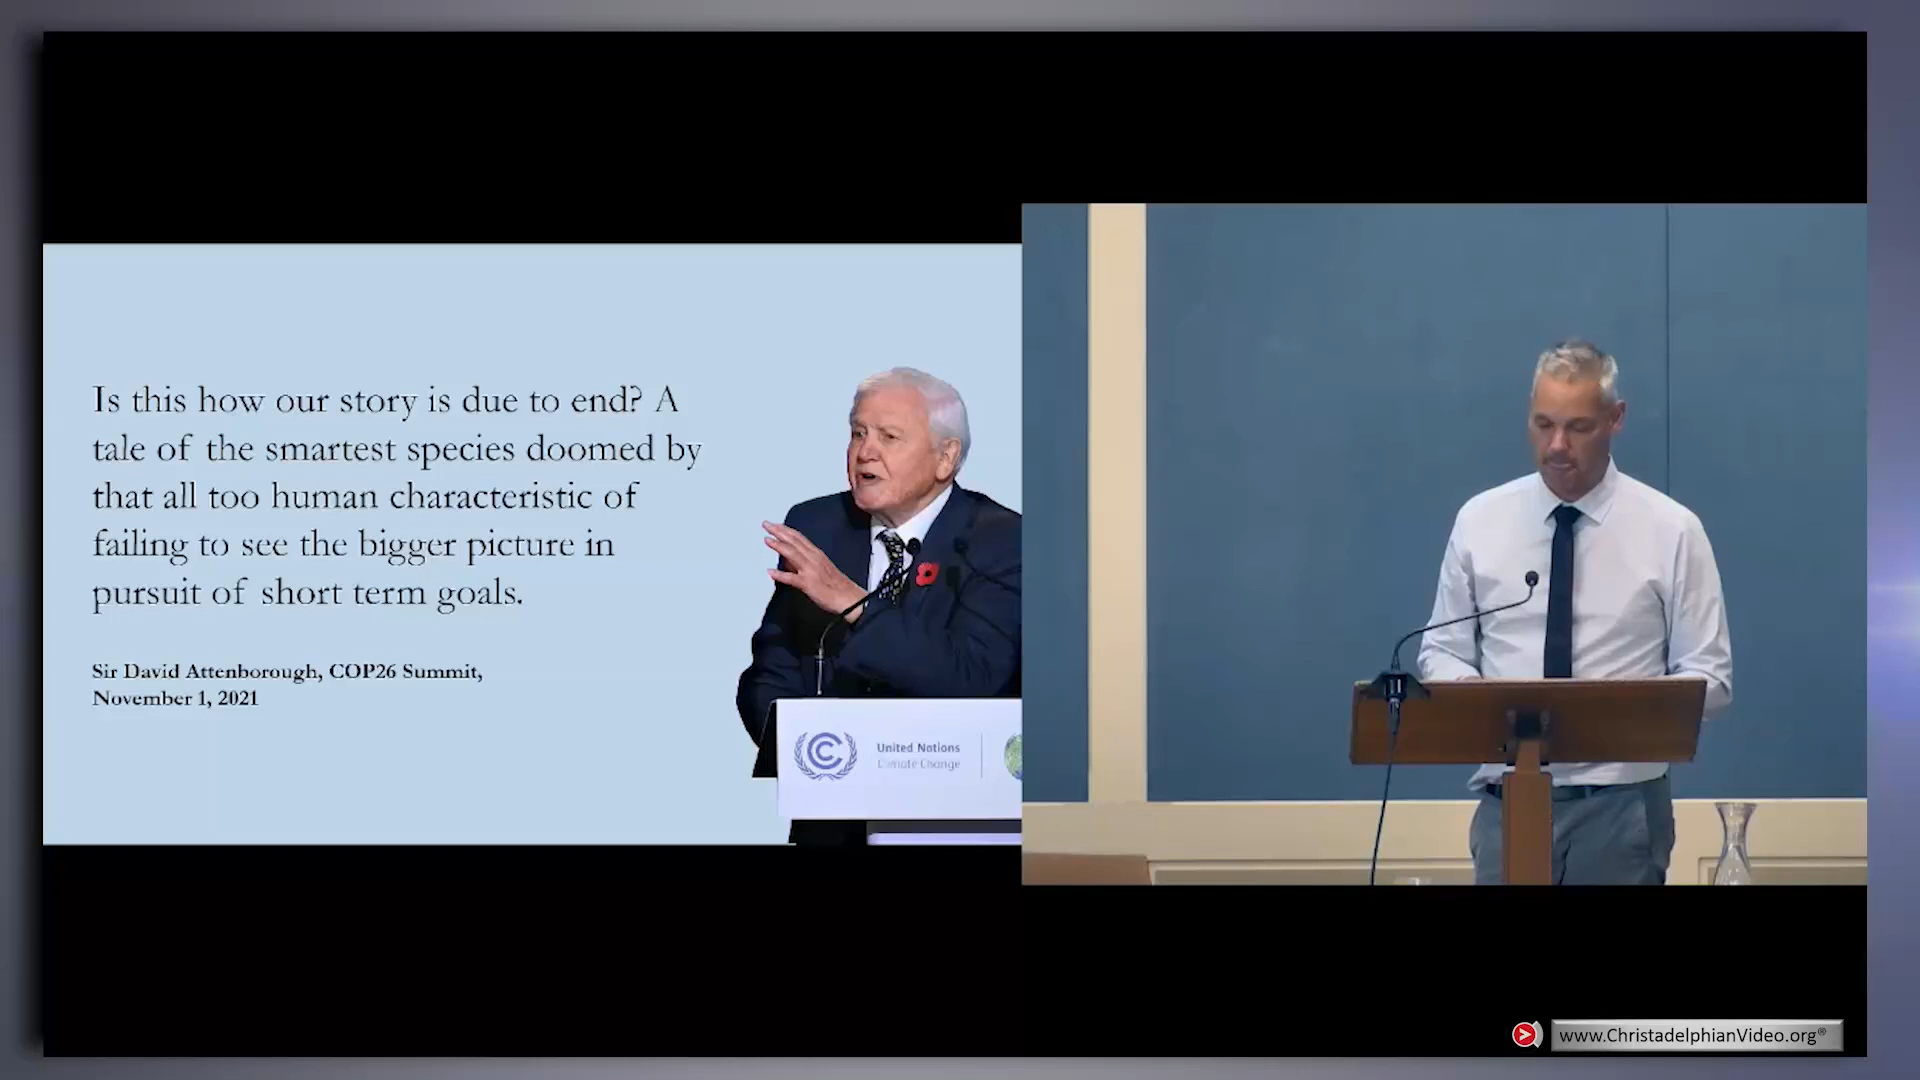 Is this how our story is due to end? A
tale of the smartest species doomed by
that all too human characteristic of
failing to see the bigger picture in
pursuit of short term goals.
Sir David Attenborough, COP26 Summit,
November 1, 2021
United Nations
Climate Change
www.ChristadelphianVideo.org®